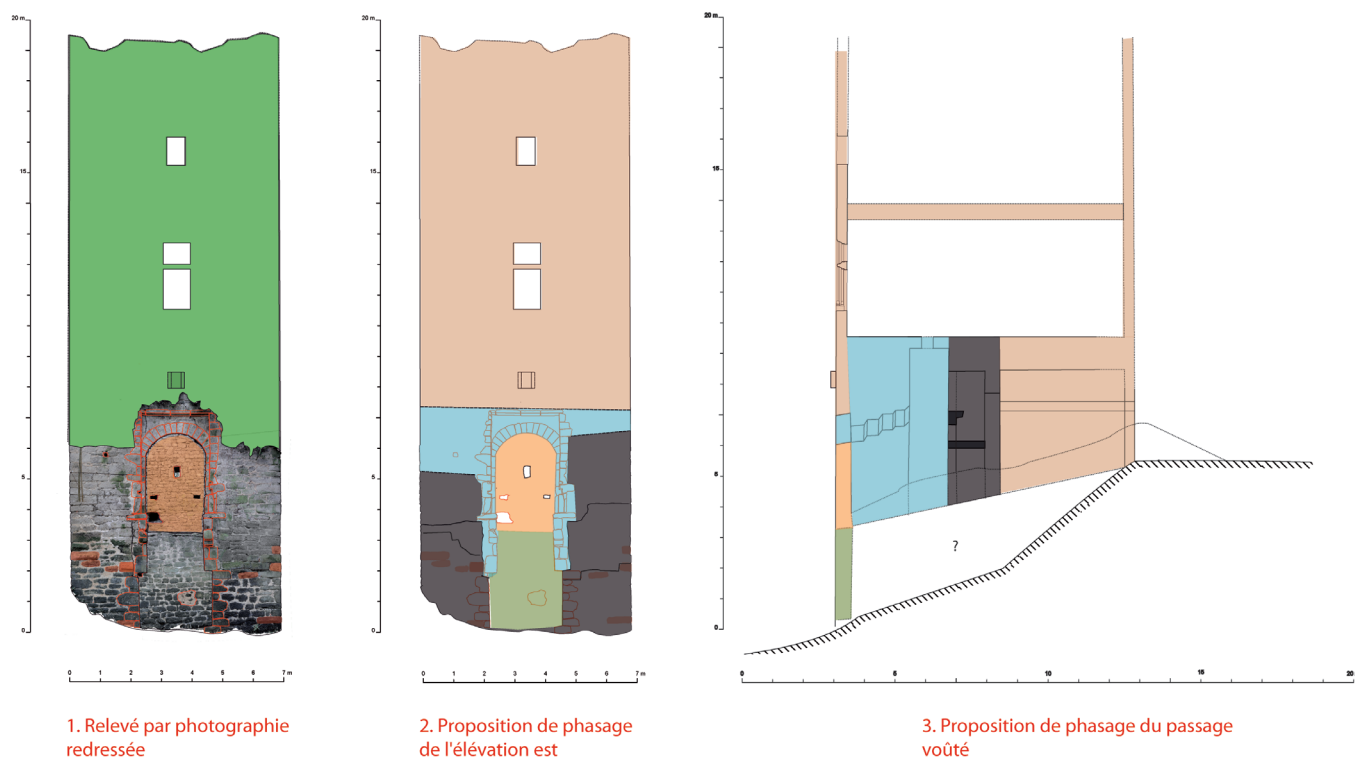 20 m
15
5
0
0 1 2 3 4 5 6 7 m
1. Relevé par photographie
redressée
20 m
15
5
0
0 1 2 3 4 5 6 7 m
2. Proposition de phasage
de l'élévation est
20 m
15
5
0
?
5 10 15 20
3. Proposition de phasage du passage
voûté